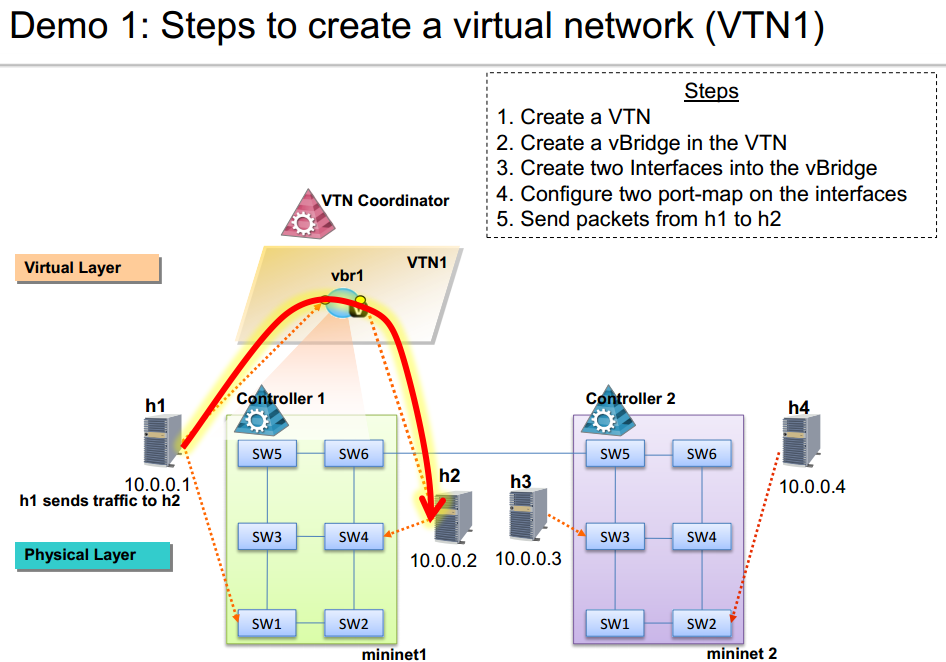 Demo 1: Steps to create a virtual network (VTN1)
Steps
1. Create a VTN
2. Create a vBridge in the VTN
3. Create two Interfaces into the vBridge
4. Configure two port-map on the interfaces
5. Send packets from h1 to h2
VTN Coordinator
Virtual Layer
VTN1
vbr1
h1
Controller 1
Controller 2
h4
SW5 SW6
SW5 SW6
10.0.0.1
h1 sends traffic to h2
h2
h3
10.0.0.4
SW3 SW4
SW3 SW4
Physical Layer
10.0.0.2
10.0.0.3
SW1 SW2
SW1 SW2
mininet1
mininet 2